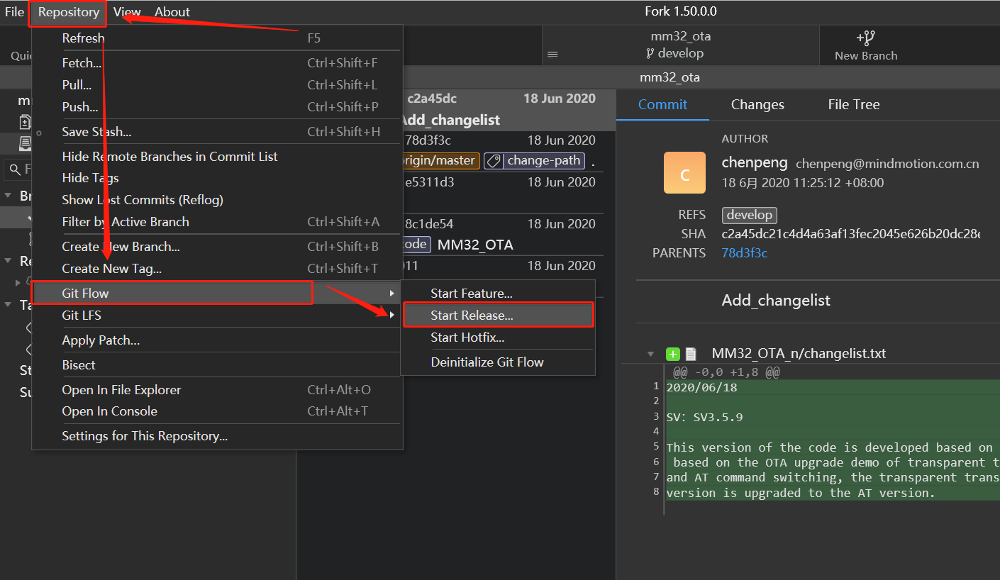 File Repository View About
Fork 1.50.0.0
mm32_ota
develop
New Branch
mm32_ota
Refresh F5
Fetch... Ctrl+Shift+F
Pull... Ctrl+Shift+L
Push... Ctrl+Shift+P
Save Stash... Ctrl+Shift+H
Hide Remote Branches in Commit List
Hide Tags
Show Lost Commits (Reflog)
Filter by Active Branch Ctrl+Shift+A
Create New Branch... Ctrl+Shift+B
Create New Tag... Ctrl+Shift+T
Git Flow
Git LFS
Apply Patch...
Bisect
Open In File Explorer Ctrl+Alt+O
Open In Console Ctrl+Alt+T
Settings for This Repository...
Start Feature...
Start Release...
Start Hotfix...
Deinitialize Git Flow
c2a45dc 18 Jun 2020
Add_changelist
78d3f3c 18 Jun 2020
rigin/master change-path .
e5311d3 18 Jun 2020
8c1de54 18 Jun 2020
ode MM32_OTA
011 18 Jun 2020
Commit Changes File Tree
AUTHOR
C
chenpeng chenpeng@mindmotion.com.cn
18 6月 2020 11:25:12 +08:00
REFS develop
SHA c2a45dc21c4d4a63af13fec2045e626b20dc28
PARENTS 78d3f3c
Add_changelist
MM32_OTA_n/changelist.txt
@@ -0,0 +1,8 @@
1 2020/06/18
2
3 SV: SV3.5.9
4
5 This version of the code is developed based on
6 based on the OTA upgrade demo of transparent t
7 and AT command switching, the transparent trans
8 version is upgraded to the AT version.